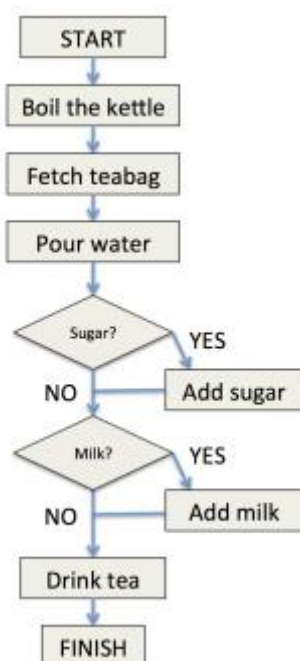 START
Boil the kettle
Fetch teabag
Pour water
Sugar?
YES
NO
Add sugar
Milk?
YES
NO
Add milk
Drink tea
FINISH